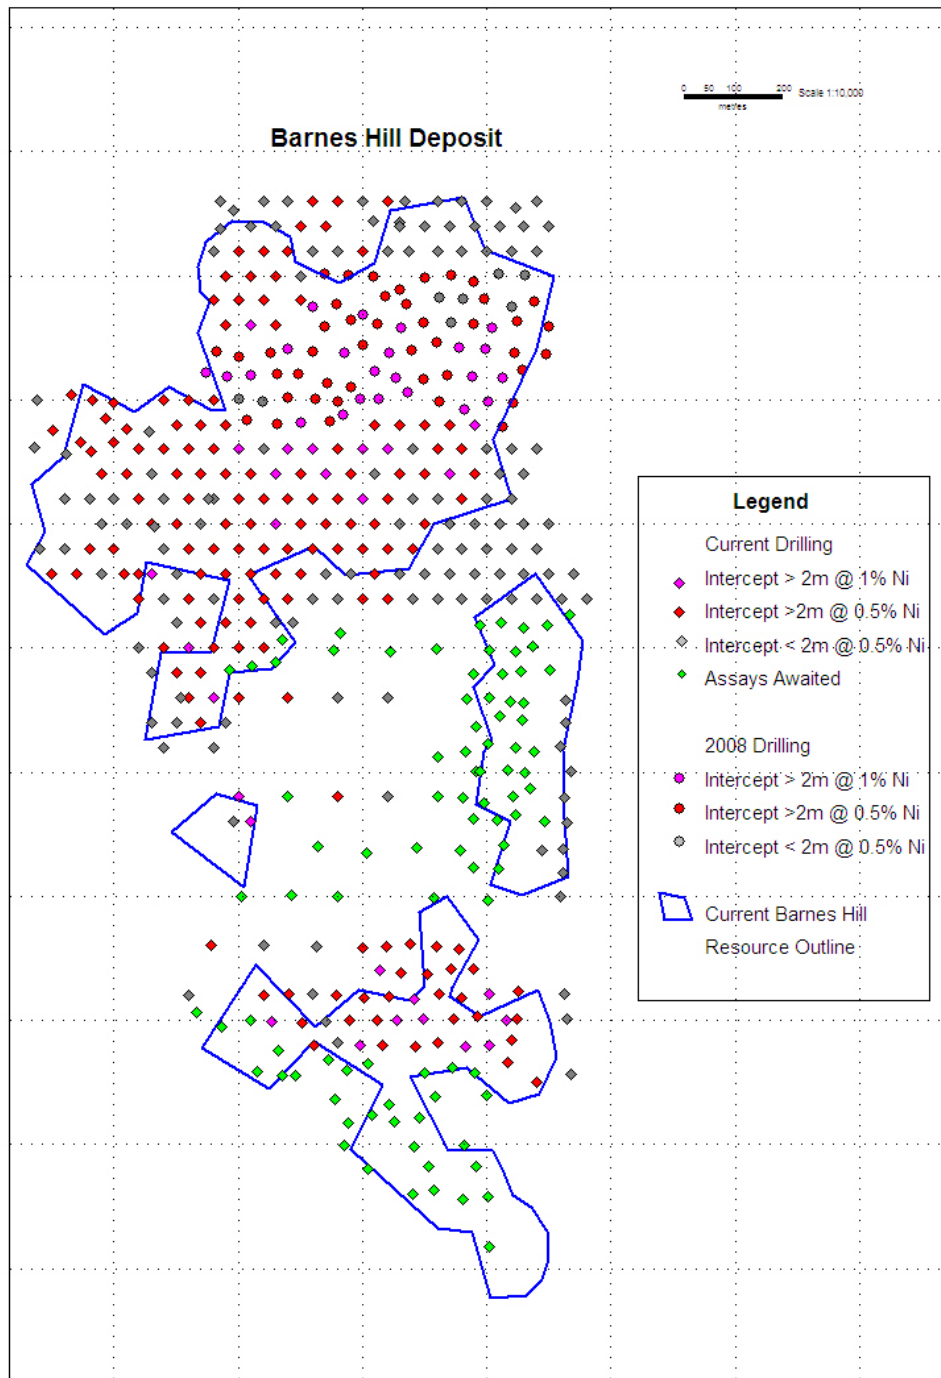 0 50 100 200 Scale 1:10,000
metres
Barnes Hill Deposit
Legend
Current Drilling
Intercept > 2m @ 1% Ni
Intercept >2m @ 0.5% Ni
Intercept < 2m @ 0.5% Ni
Assays Awaited
2008 Drilling
Intercept > 2m @ 1% Ni
Intercept >2m @ 0.5% Ni
Intercept < 2m @ 0.5% Ni
Current Barnes Hill
Resource Outline